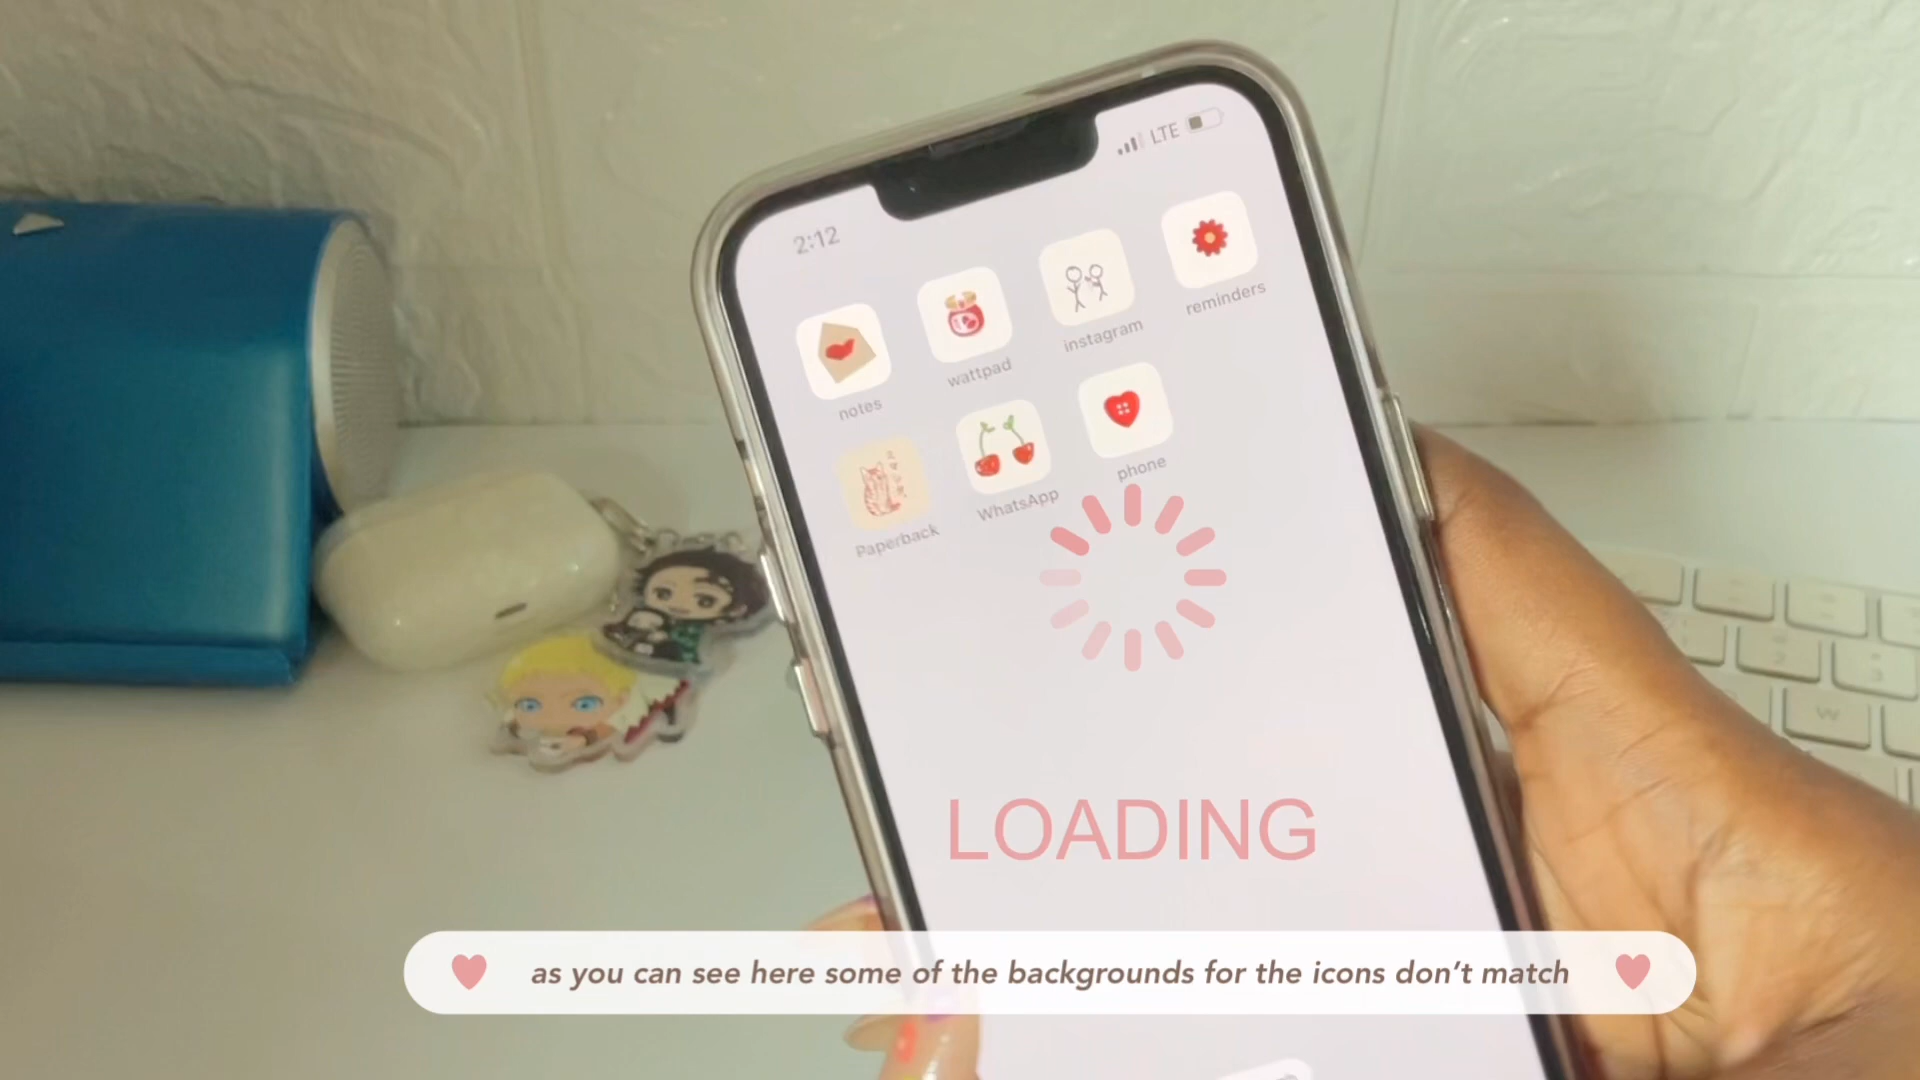 LTE
2:12
notes
wattpad
instagram
reminders
Paperback
WhatsApp
phone
LOADING
as you can see here some of the backgrounds for the icons don't match
W